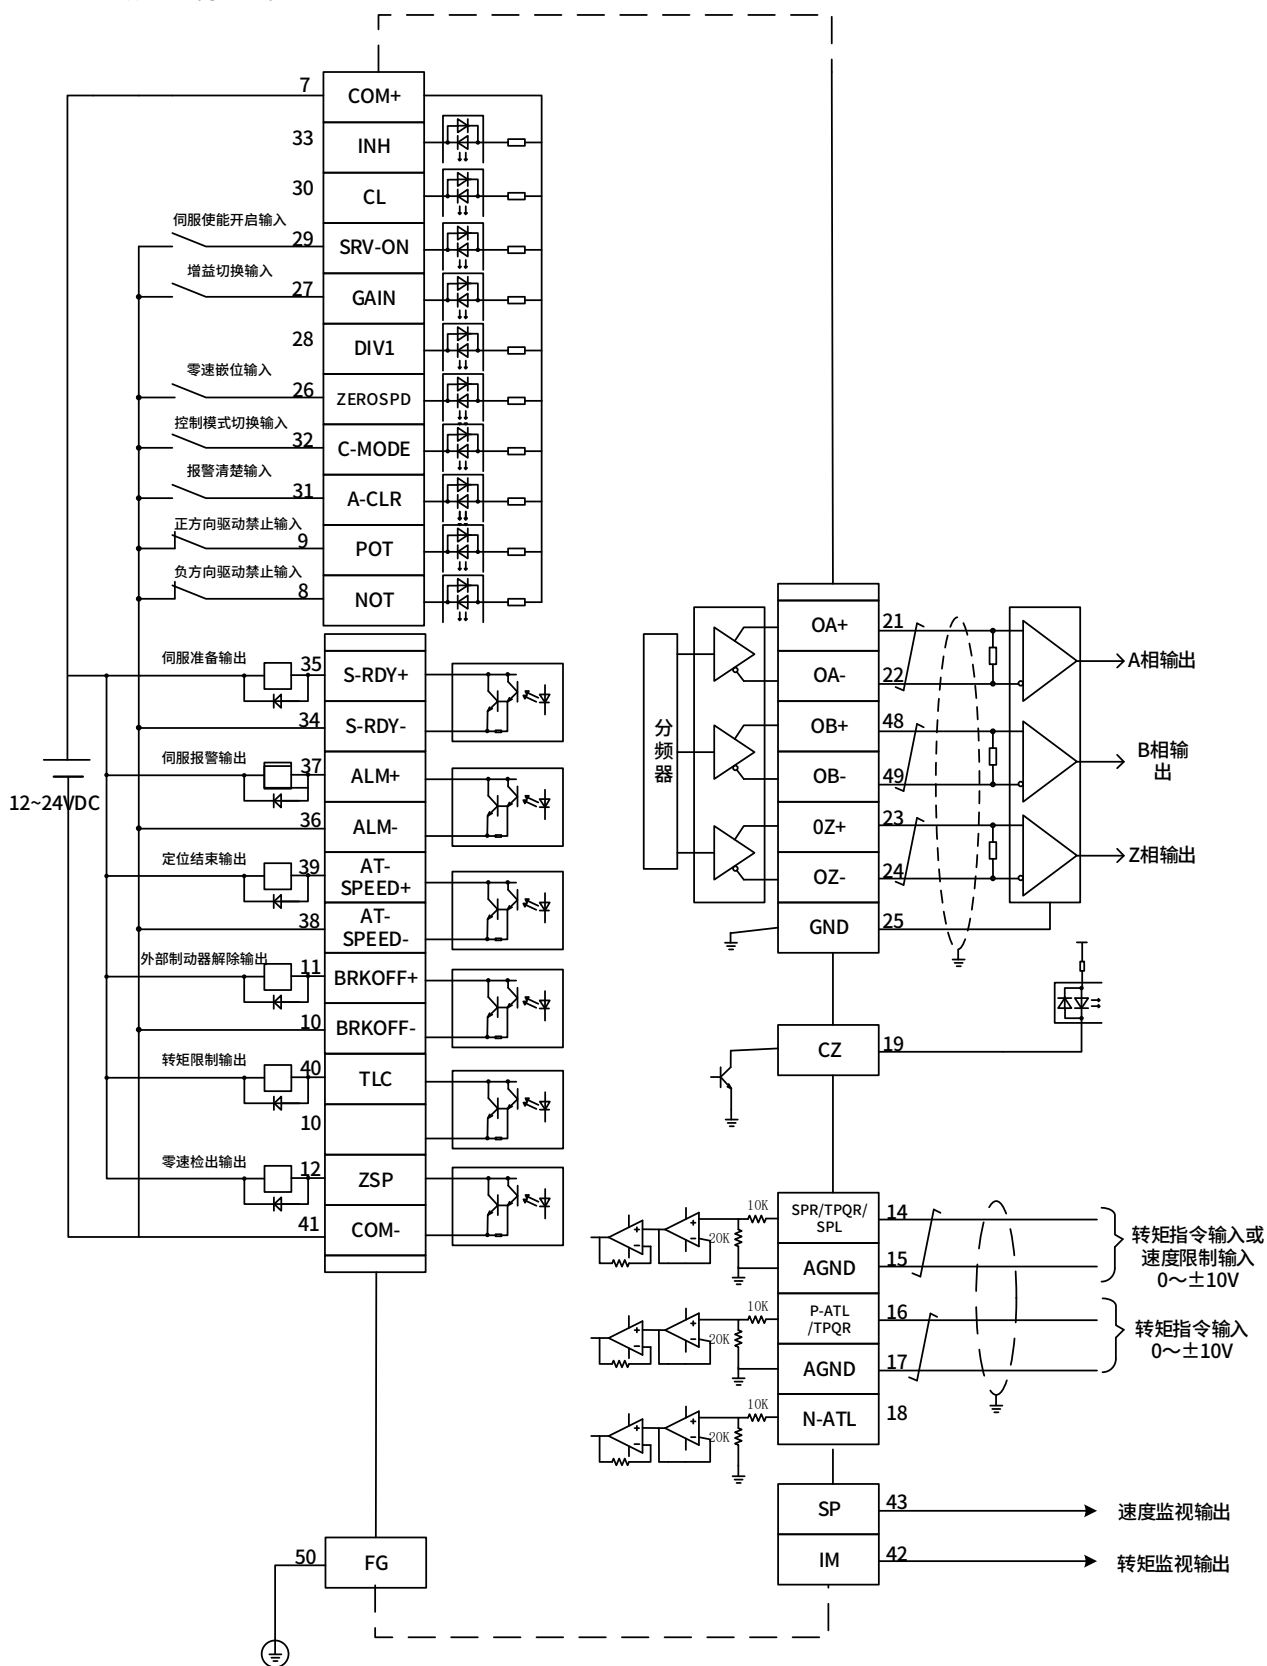 7
COM+
33
INH
30
CL
伺服使能开启输入
29
SRV-ON
增益切换输入
27
GAIN
28
DIV1
零速嵌位输入
26
ZEROSPD
控制模式切换输入
32
C-MODE
报警清楚输入
31
A-CLR
正方向驱动禁止输入
9
POT
负方向驱动禁止输入
8
NOT
伺服准备输出
35
S-RDY+
34
S-RDY-
伺服报警输出
37
ALM+
12~24VDC
36
ALM-
定位结束输出
39
AT-
SPEED+
38
AT-
SPEED-
外部制动器解除输出
11
BRKOFF+
10
BRKOFF-
转矩限制输出
40
TLC
10
零速检出输出
12
ZSP
41
COM-
50
FG
分
频
器
OA+
21
OA-
22
A相输出
OB+
48
OB-
49
B相输
出
0Z+
23
OZ-
24
Z相输出
GND
25
CZ
19
10K
20K
SPR/TPQR/
SPL
14
AGND
15
转矩指令输入或
速度限制输入
0～±10V
10K
20K
P-ATL
/TPQR
16
AGND
17
转矩指令输入
0～±10V
10K
20K
N-ATL
18
SP
43
速度监视输出
IM
42
转矩监视输出